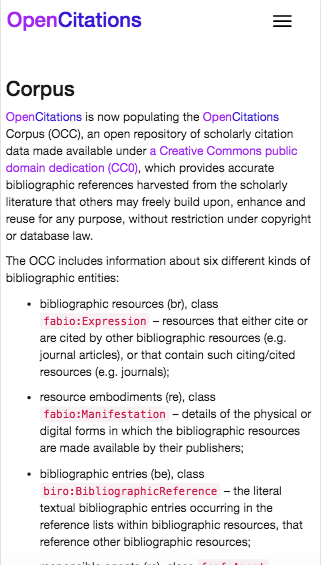 OpenCitations
Corpus
OpenCitations is now populating the OpenCitations
Corpus (OCC), an open repository of scholarly citation
data made available under a Creative Commons public
domain dedication (CC0), which provides accurate
bibliographic references harvested from the scholarly
literature that others may freely build upon, enhance and
reuse for any purpose, without restriction under copyright
or database law.
The OCC includes information about six different kinds of
bibliographic entities:
• bibliographic resources (br), class
fabio:Expression – resources that either cite or
are cited by other bibliographic resources (e.g.
journal articles), or that contain such citing/cited
resources (e.g. journals);
• resource embodiments (re), class
fabio:Manifestation – details of the physical or
digital forms in which the bibliographic resources
are made available by their publishers;
• bibliographic entries (be), class
biro:BibliographicReference – the literal
textual bibliographic entries occurring in the
reference lists within bibliographic resources, that
reference other bibliographic resources;